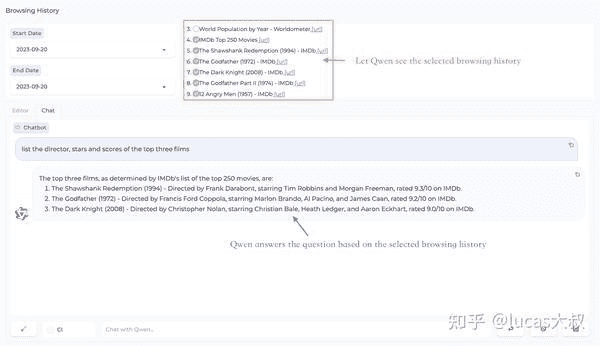 Browsing History
Start Date
2023-09-20
End Date
2023-09-20
3. World Population by Year - Worldometer [url]
4. IMDb Top 250 Movies [url]
5. The Shawshank Redemption (1994) - IMDb [url]
6. The Godfather (1972) - IMDb [url]
7. The Dark Knight (2008) - IMDb [url]
8. The Godfather Part II (1974) - IMDb [url]
9. 12 Angry Men (1957) - IMDb [url]
Let Qwen see the selected browsing history
Editor Chat
Chatbot
list the director, stars and scores of the top three films
The top three films, as determined by IMDb's list of the top 250 movies, are:
1. The Shawshank Redemption (1994) - Directed by Frank Darabont, starring Tim Robbins and Morgan Freeman, rated 9.3/10 on IMDb.
2. The Godfather (1972) - Directed by Francis Ford Coppola, starring Marlon Brando, Al Pacino, and James Caan, rated 9.2/10 on IMDb.
3. The Dark Knight (2008) - Directed by Christopher Nolan, starring Christian Bale, Heath Ledger, and Aaron Eckhart, rated 9.0/10 on IMDb.
Qwen answers the question based on the selected browsing history
CI
Chat with Qwen...
知乎 @lucas大叔